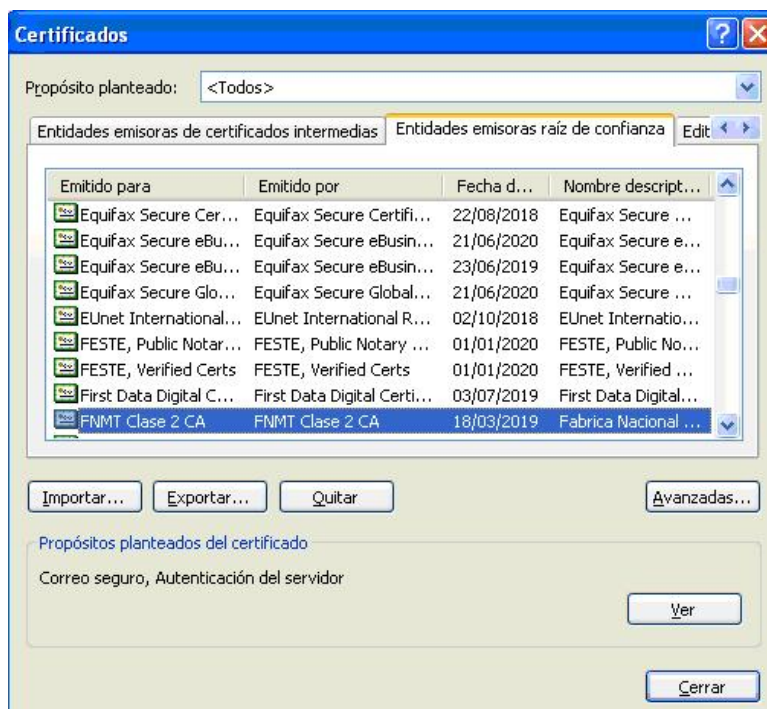 Certificados
Propósito planteado: <Todos>
Entidades emisoras de certificados intermedias Entidades emisoras raíz de confianza Edit
Emitido para Emitido por Fecha d... Nombre descript...
Equifax Secure Cer... Equifax Secure Certifi... 22/08/2018 Equifax Secure ...
Equifax Secure eBu... Equifax Secure eBusin... 21/06/2020 Equifax Secure e...
Equifax Secure eBu... Equifax Secure eBusin... 23/06/2019 Equifax Secure e...
Equifax Secure Glo... Equifax Secure Global... 21/06/2020 Equifax Secure ...
EUnet International... EUnet International R... 02/10/2018 EUnet Internatio...
FESTE, Public Notar... FESTE, Public Notary ... 01/01/2020 FESTE, Public No...
FESTE, Verified Certs FESTE, Verified Certs 01/01/2020 FESTE, Verified ...
First Data Digital C... First Data Digital Certi... 03/07/2019 First Data Digital...
FNMT Clase 2 CA FNMT Clase 2 CA 18/03/2019 Fabrica Nacional ...
Importar... Exportar... Quitar Avanzadas...
Propósitos planteados del certificado
Correo seguro, Autenticación del servidor
Ver
Cerrar